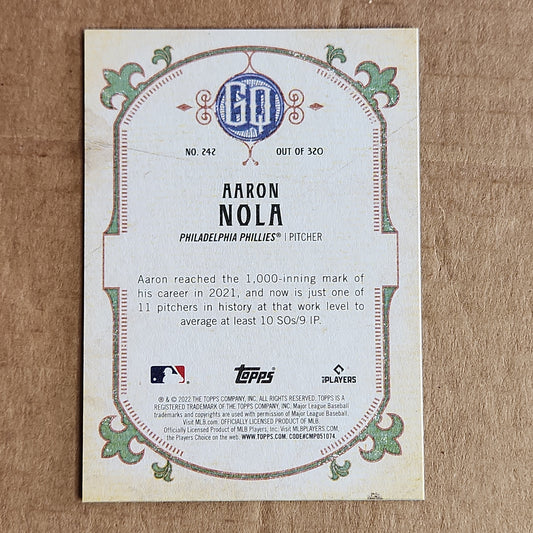 GQ
NO. 242 OUT OF 320
AARON
NOLA
PHILADELPHIA PHILLIES® | PITCHER
Aaron reached the 1,000-inning mark of
his career in 2021, and now is just one of
11 pitchers in history at that work level to
average at least 10 SOs/9 IP.
TOPPS PLAYERS
® & © 2022 THE TOPPS COMPANY, INC. ALL RIGHTS RESERVED. TOPPS IS A
REGISTERED TRADEMARK OF THE TOPPS COMPANY, INC. Major League Baseball
trademarks and copyrights are used with permission of Major League Baseball.
Visit MLB.com. OFFICIALLY LICENSED PRODUCT OF MLB.
Officially Licensed Product of MLB Players, Inc. Visit MLBPLAYERS.COM,
the Players Choice on the web. WWW.TOPPS.COM. CODE#CMP051074